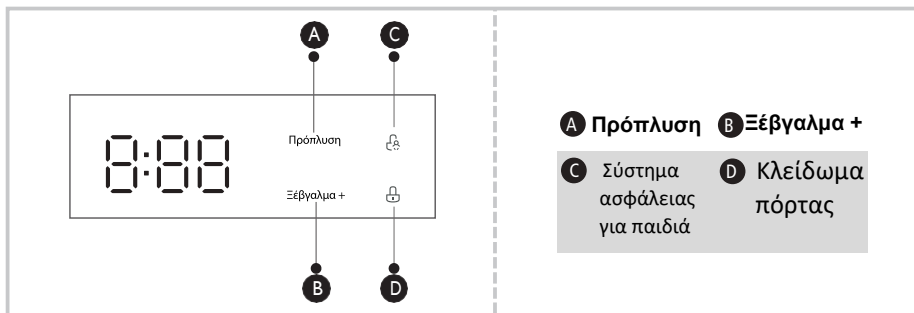 A
C
8:88
Πρόπλυση
Ξέβγαλμα +
B
D
A Πρόπλυση B Ξέβγαλμα +
C Σύστημα
ασφάλειας
για παιδιά
D Κλείδωμα
πόρτας